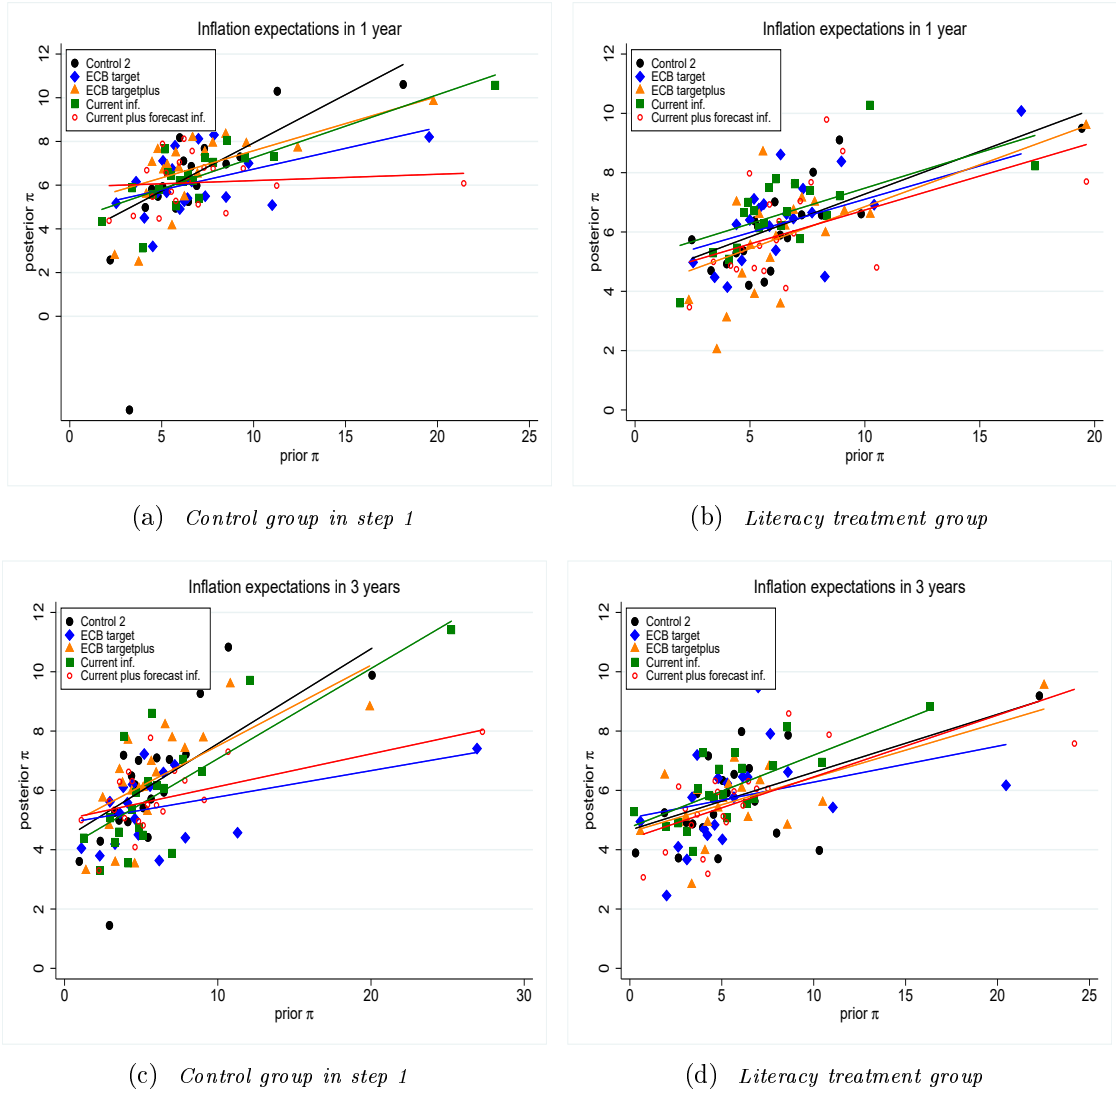 Inflation expectations in 1 year
12
10
8
6
4
2
0
posterior π
Control 2
ECB target
ECB targetplus
Current inf.
Current plus forecast inf.
0 5 10 15 20 25
prior π
(a) Control group in step 1
Inflation expectations in 1 year
12
10
8
6
4
2
0
posterior π
Control 2
ECB target
ECB targetplus
Current inf.
Current plus forecast inf.
0 5 10 15 20
prior π
(b) Literacy treatment group
Inflation expectations in 3 years
12
10
8
6
4
2
0
posterior π
Control 2
ECB target
ECB targetplus
Current inf.
Current plus forecast inf.
0 10 20 30
prior π
(c) Control group in step 1
Inflation expectations in 3 years
12
10
8
6
4
2
0
posterior π
Control 2
ECB target
ECB targetplus
Current inf.
Current plus forecast inf.
0 5 10 15 20 25
prior π
(d) Literacy treatment group